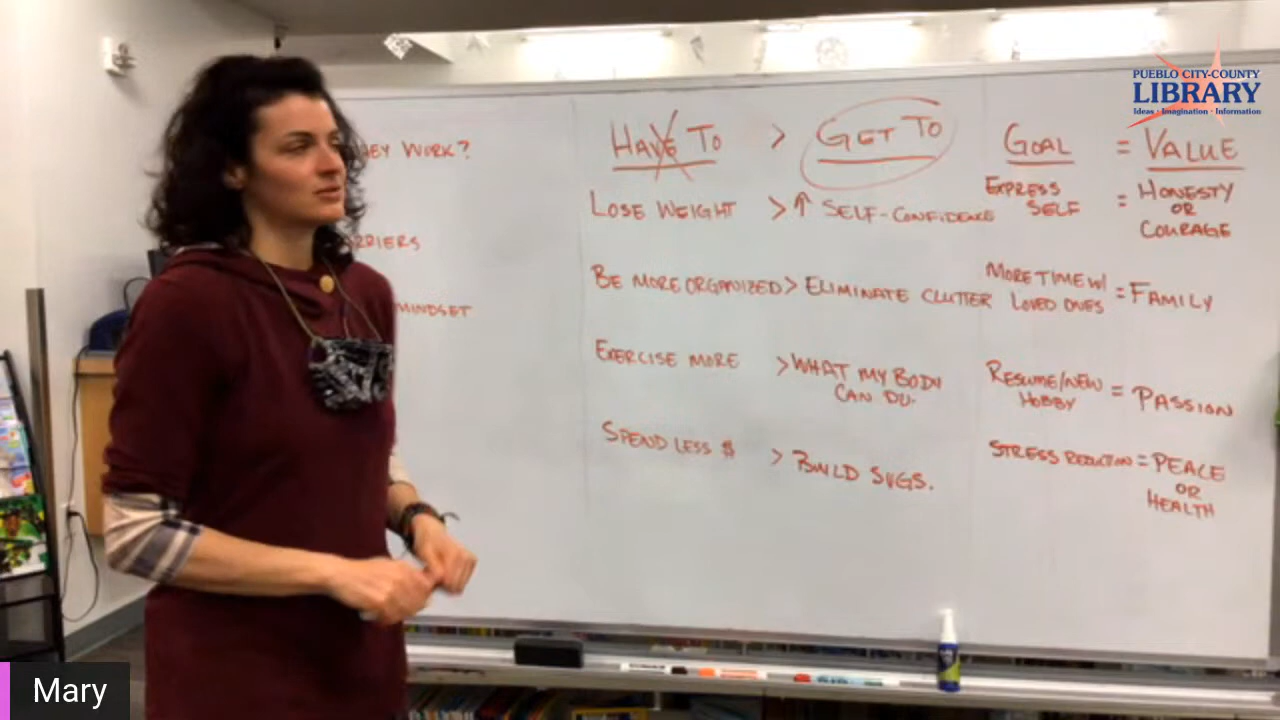 PUEBLO CITY-COUNTY
LIBRARY
Ideas • Imagination • Information
HEY WORK?
RRIERS
MINDSET
HAVE TO > GET TO
LOSE WEIGHT > ↑ SELF-CONFIDENCE
BE MORE ORGANIZED > ELIMINATE CLUTTER
EXERCISE MORE > WHAT MY BODY
CAN DO.
SPEND LESS $ > BUILD SVGS.
GOAL = VALUE
EXPRESS
SELF = HONESTY
OR
COURAGE
MORE TIME W/
LOVED ONES = FAMILY
RESUME/NEW
HOBBY = PASSION
STRESS REDUCTION = PEACE
OR
HEALTH
Mary